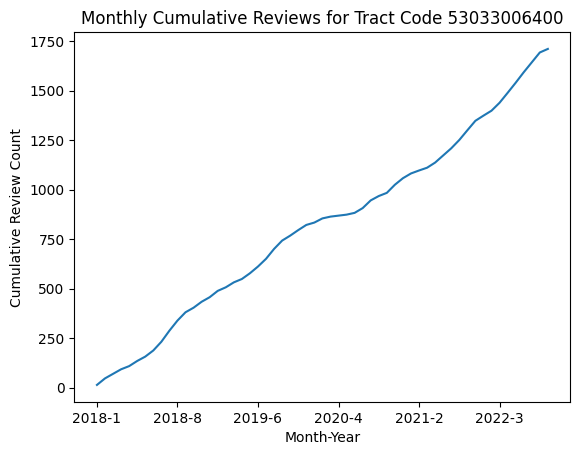 Monthly Cumulative Reviews for Tract Code 53033006400
1750
1500
1250
1000
750
500
250
0
Cumulative Review Count
2018-1 2018-8 2019-6 2020-4 2021-2 2022-3
Month-Year